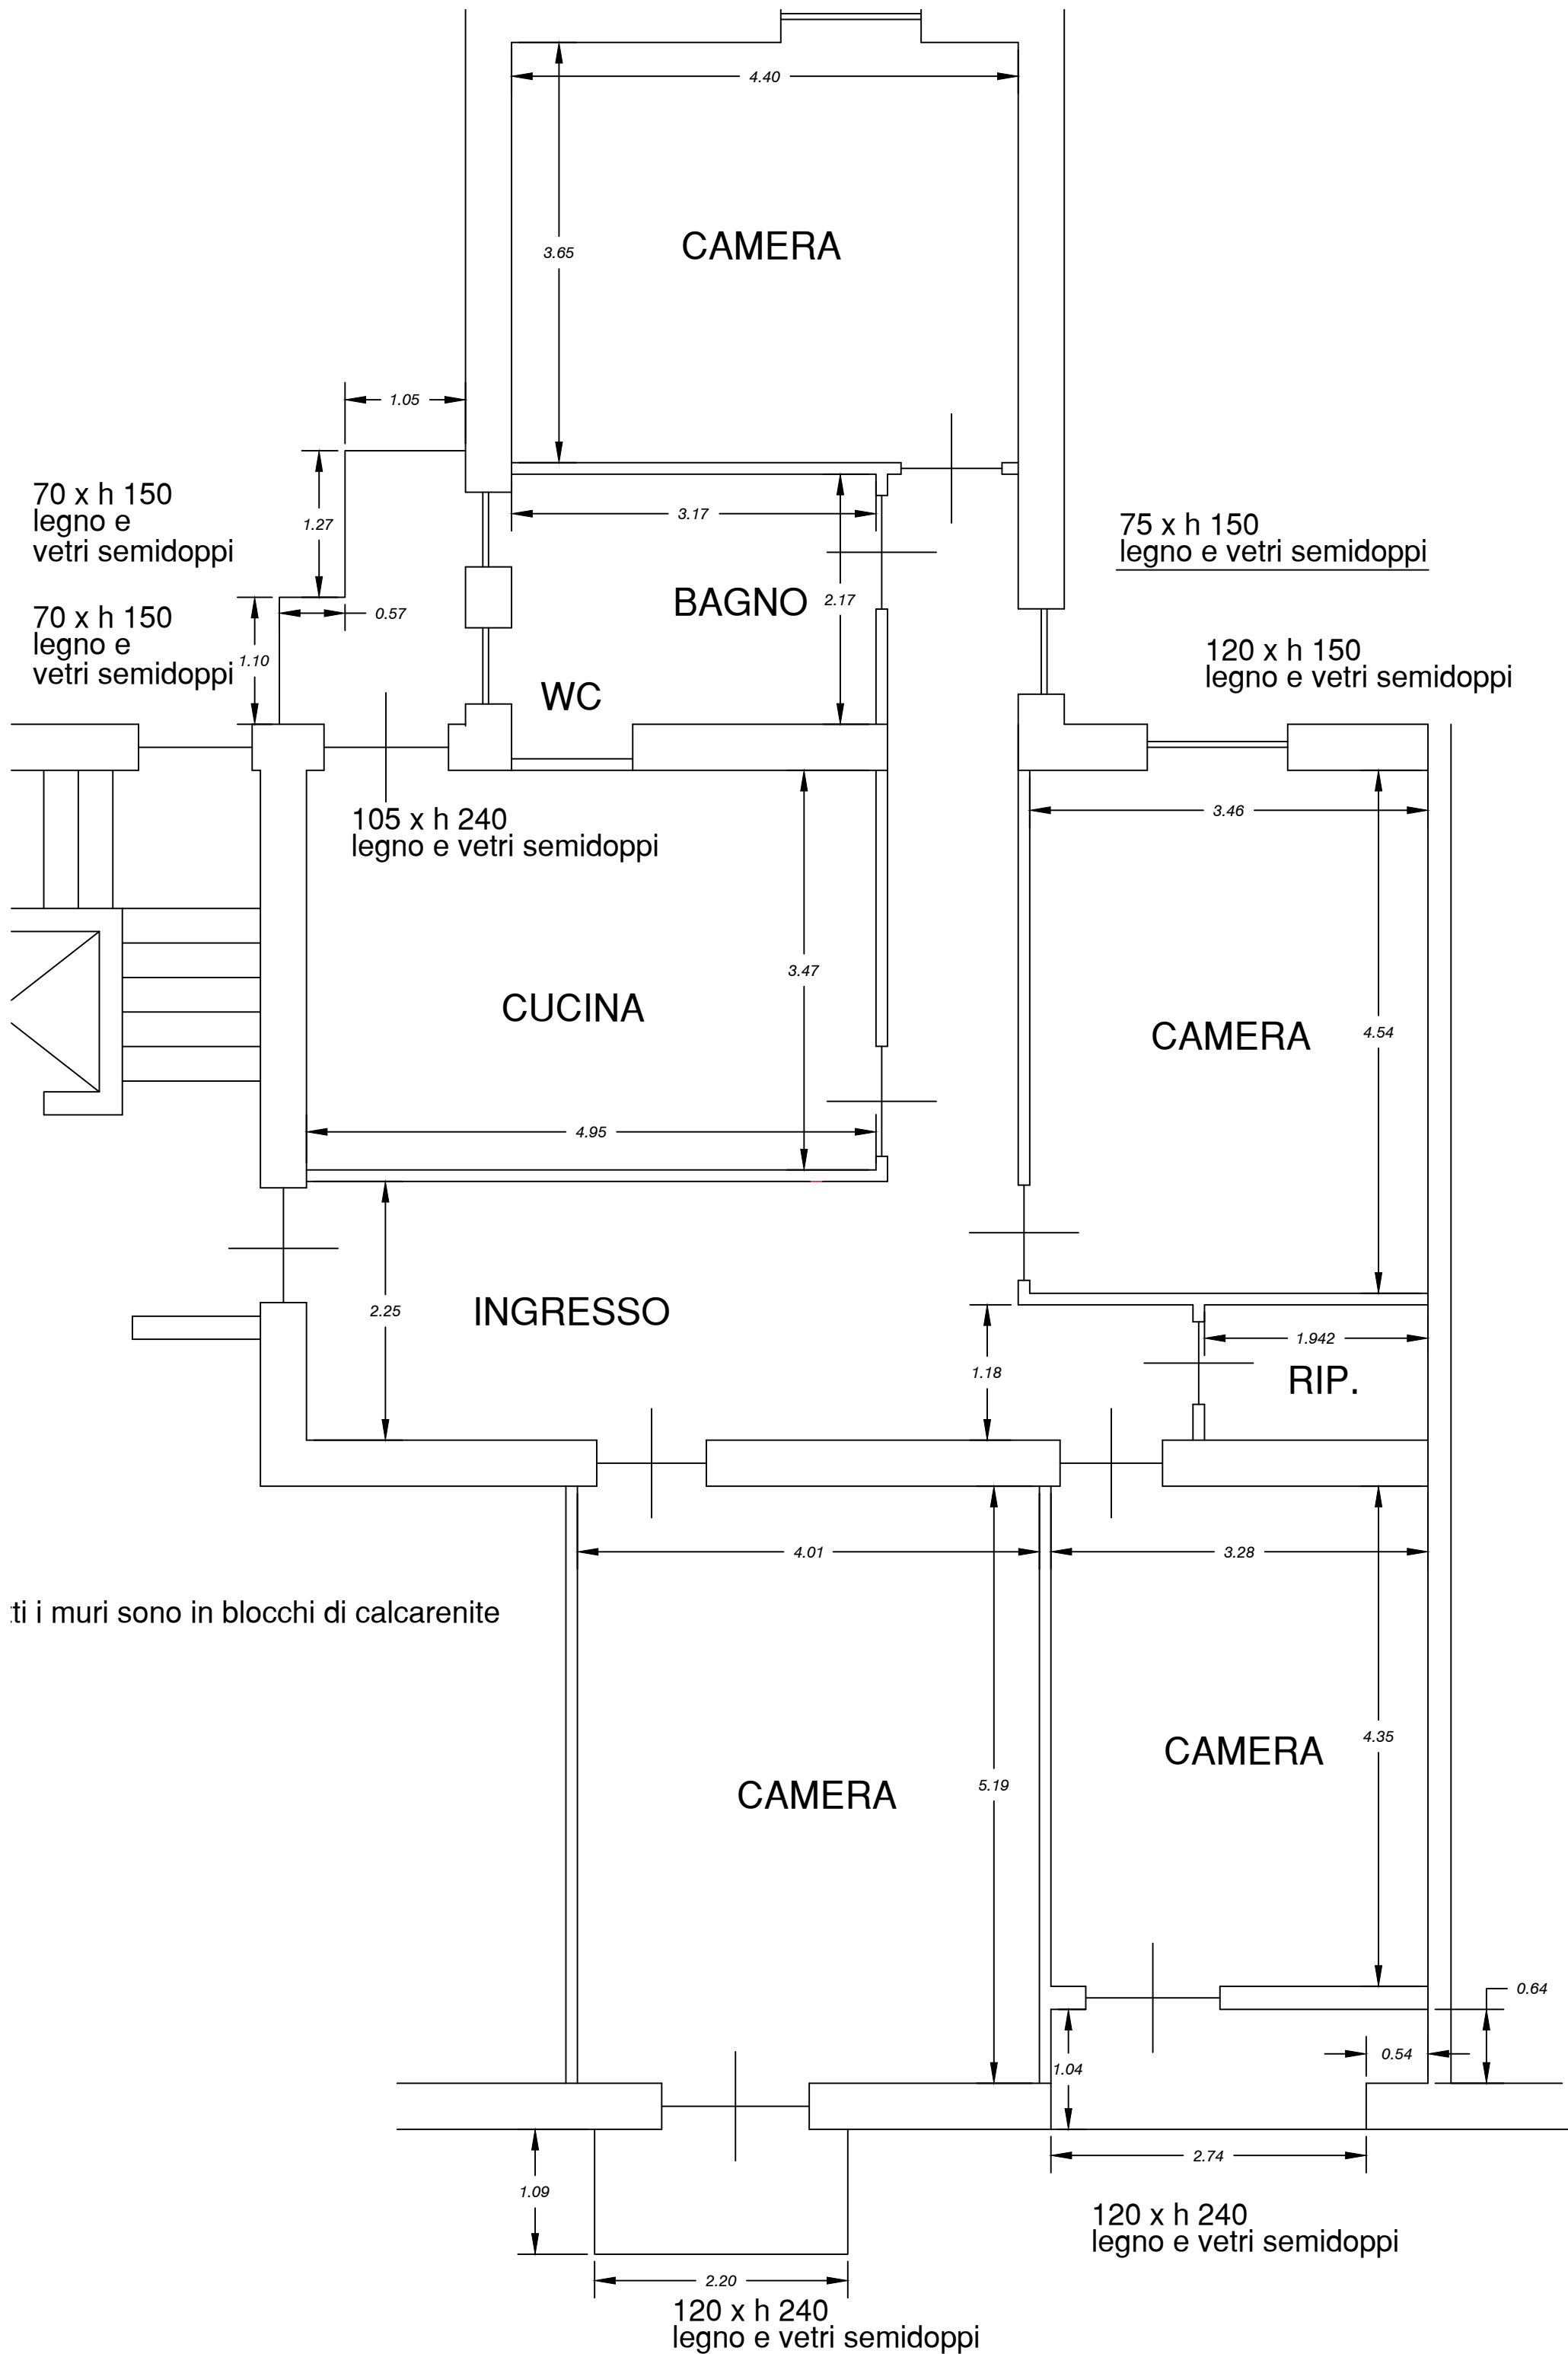 4.40
3.65
CAMERA
1.05
70 x h 150
legno e
vetri semidoppi
1.27
3.17
75 x h 150
legno e vetri semidoppi
70 x h 150
legno e
vetri semidoppi
0.57
1.10
BAGNO
2.17
120 x h 150
legno e vetri semidoppi
WC
105 x h 240
legno e vetri semidoppi
3.46
3.47
CUCINA
CAMERA
4.54
4.95
2.25
INGRESSO
1.18
1.942
RIP.
4.01
3.28
ti i muri sono in blocchi di calcarenite
CAMERA
4.35
CAMERA
5.19
0.64
0.54
1.04
2.74
1.09
120 x h 240
legno e vetri semidoppi
2.20
120 x h 240
legno e vetri semidoppi